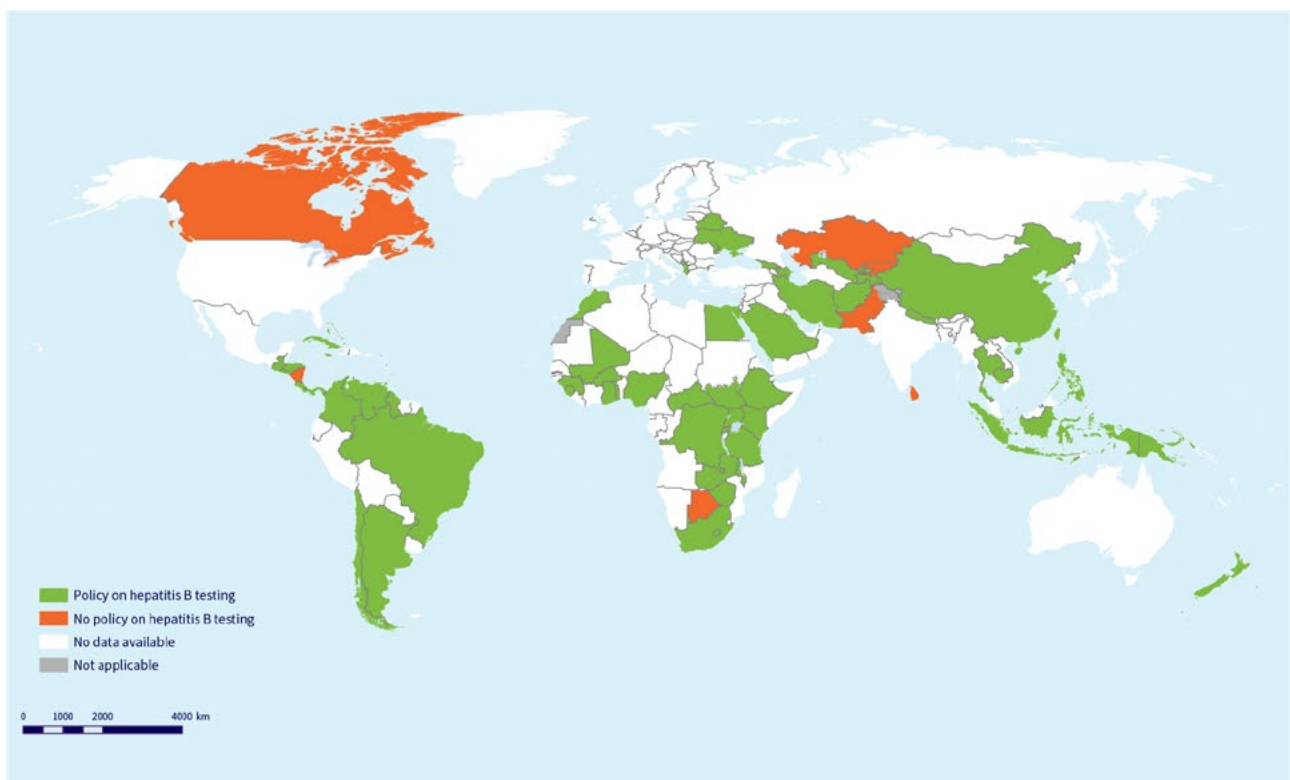 Policy on hepatitis B testing
No policy on hepatitis B testing
No data available
Not applicable
0 1000 2000 4000 km